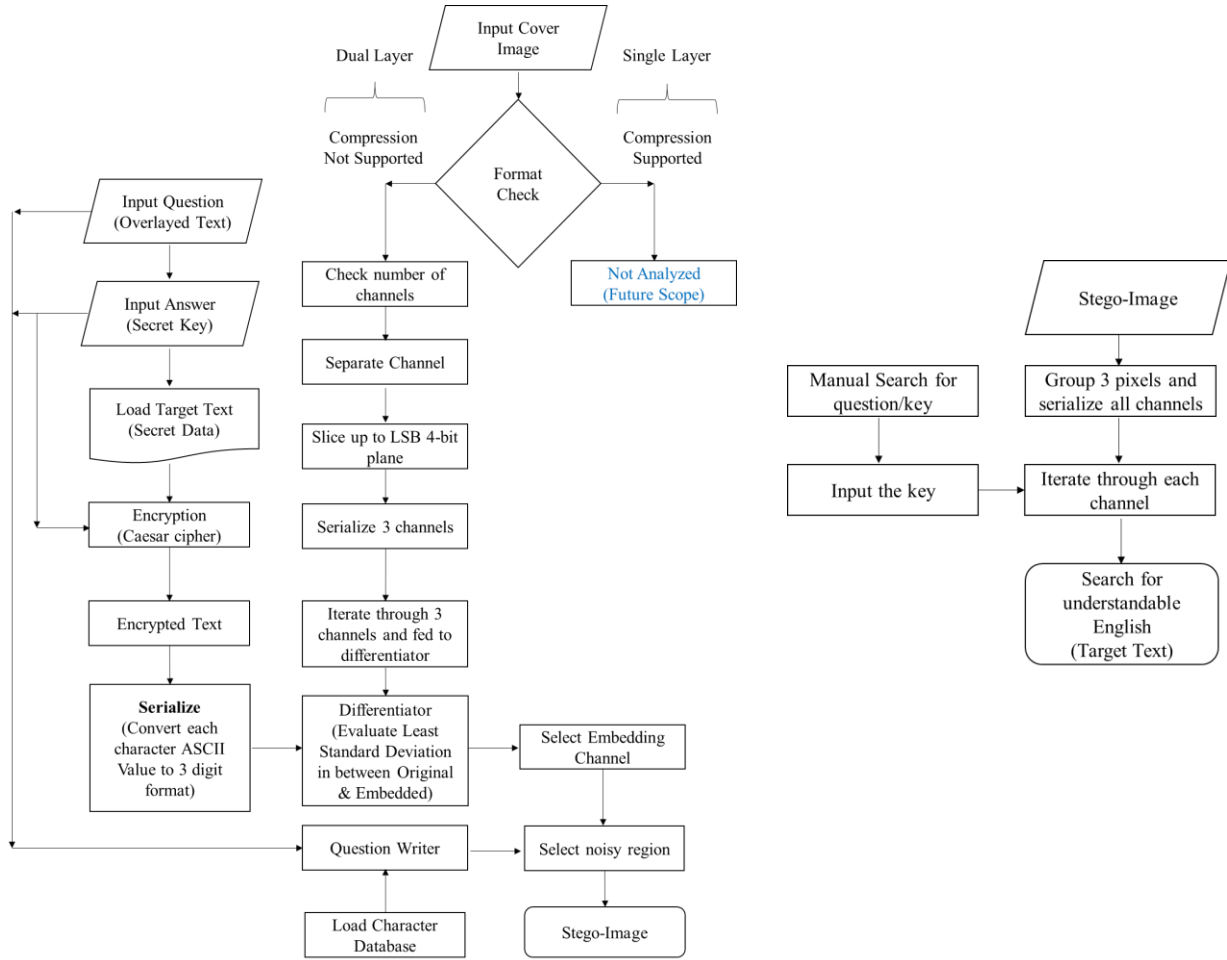 Input Cover
Image
Dual Layer
Single Layer
Compression
Not Supported
Compression
Supported
Format
Check
Input Question
(Overlayed Text)
Input Answer
(Secret Key)
Load Target Text
(Secret Data)
Encryption
(Caesar cipher)
Encrypted Text
Serialize
(Convert each
character ASCII
Value to 3 digit
format)
Check number of
channels
Separate Channel
Slice up to LSB 4-bit
plane
Serialize 3 channels
Iterate through 3
channels and fed to
differentiator
Differentiator
(Evaluate Least
Standard Deviation
in between Original
& Embedded)
Question Writer
Load Character
Database
Not Analyzed
(Future Scope)
Select Embedding
Channel
Select noisy region
Stego-Image
Manual Search for
question/key
Input the key
Stego-Image
Group 3 pixels and
serialize all channels
Iterate through each
channel
Search for
understandable
English
(Target Text)